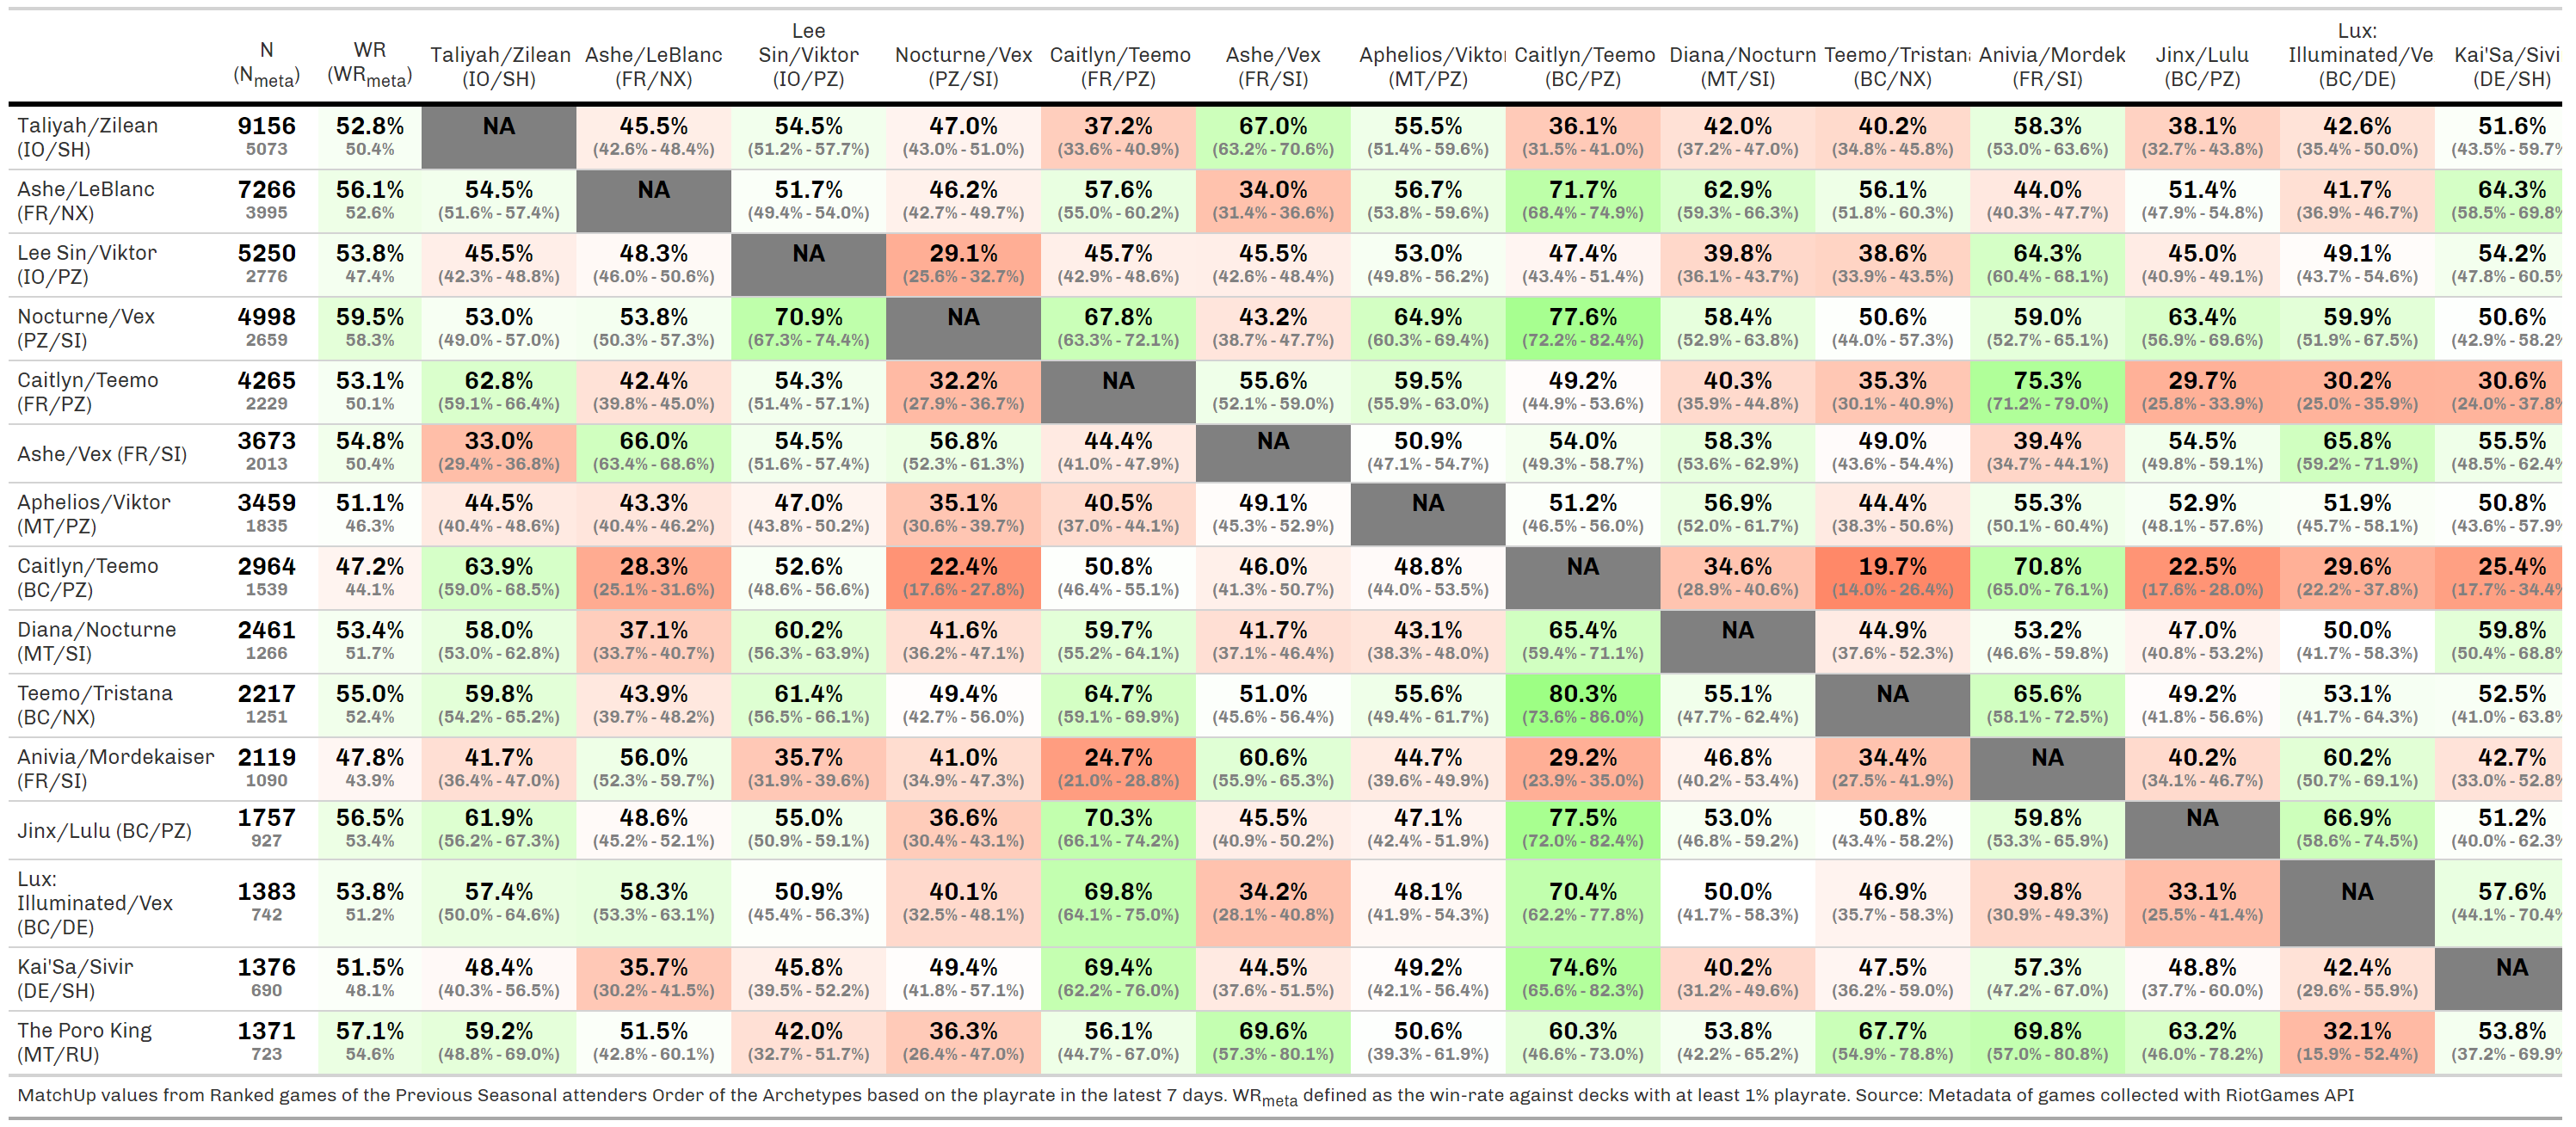 N (Nmeta) WR (WRmeta) Taliyah/Zilean (IO/SH) Ashe/LeBlanc (FR/NX) Lee Sin/Viktor (IO/PZ) Nocturne/Vex (PZ/SI) Caitlyn/Teemo (FR/PZ) Ashe/Vex (FR/SI) Aphelios/Viktor (MT/PZ) Caitlyn/Teemo (BC/PZ) Diana/Nocturn (MT/SI) Teemo/Tristana (BC/NX) Anivia/Mordek (FR/SI) Jinx/Lulu (BC/PZ) Lux: Illuminated/Ve (BC/DE) Kai'Sa/Sivi (DE/SH)
Taliyah/Zilean 9156 52.8% NA 45.5% 54.5% 47.0% 37.2% 67.0% 55.5% 36.1% 42.0% 40.2% 58.3% 38.1% 42.6% 51.6%
(IO/SH) 5073 50.4% (42.6% - 48.4%) (51.2% - 57.7%) (43.0% - 51.0%) (33.6% - 40.9%) (63.2% - 70.6%) (51.4% - 59.6%) (31.5% - 41.0%) (37.2% - 47.0%) (34.8% - 45.8%) (53.0% - 63.6%) (32.7% - 43.8%) (35.4% - 50.0%) (43.5% - 59.7%
Ashe/LeBlanc 7266 56.1% 54.5% NA 51.7% 46.2% 57.6% 34.0% 56.7% 71.7% 62.9% 56.1% 44.0% 51.4% 41.7% 64.3%
(FR/NX) 3995 52.6% (51.6% - 57.4%) (49.4% - 54.0%) (42.7% - 49.7%) (55.0% - 60.2%) (31.4% - 36.6%) (53.8% - 59.6%) (68.4% - 74.9%) (59.3% - 66.3%) (51.8% - 60.3%) (40.3% - 47.7%) (47.9% - 54.8%) (36.9% - 46.7%) (58.5% - 69.8%
Lee Sin/Viktor 5250 53.8% 45.5% 48.3% NA 29.1% 45.7% 45.5% 53.0% 47.4% 39.8% 38.6% 64.3% 45.0% 49.1% 54.2%
(IO/PZ) 2776 47.4% (42.3% - 48.8%) (46.0% - 50.6%) (25.6% - 32.7%) (42.9% - 48.6%) (42.6% - 48.4%) (49.8% - 56.2%) (43.4% - 51.4%) (36.1% - 43.7%) (33.9% - 43.5%) (60.4% - 68.1%) (40.9% - 49.1%) (43.7% - 54.6%) (47.8% - 60.5%
Nocturne/Vex 4998 59.5% 53.0% 53.8% 70.9% NA 67.8% 43.2% 64.9% 77.6% 58.4% 50.6% 59.0% 63.4% 59.9% 50.6%
(PZ/SI) 2659 58.3% (49.0% - 57.0%) (50.3% - 57.3%) (67.3% - 74.4%) (63.3% - 72.1%) (38.7% - 47.7%) (60.3% - 69.4%) (72.2% - 82.4%) (52.9% - 63.8%) (44.0% - 57.3%) (52.7% - 65.1%) (56.9% - 69.6%) (51.9% - 67.5%) (42.9% - 58.2%
Caitlyn/Teemo 4265 53.1% 62.8% 42.4% 54.3% 32.2% NA 55.6% 59.5% 49.2% 40.3% 35.3% 75.3% 29.7% 30.2% 30.6%
(FR/PZ) 2229 50.1% (59.1% - 66.4%) (39.8% - 45.0%) (51.4% - 57.1%) (27.9% - 36.7%) (52.1% - 59.0%) (55.9% - 63.0%) (44.9% - 53.6%) (35.9% - 44.8%) (30.1% - 40.9%) (71.2% - 79.0%) (25.8% - 33.9%) (25.0% - 35.9%) (24.0% - 37.8%
Ashe/Vex (FR/SI) 3673 54.8% 33.0% 66.0% 54.5% 56.8% 44.4% NA 50.9% 54.0% 58.3% 49.0% 39.4% 54.5% 65.8% 55.5%
2013 50.4% (29.4% - 36.8%) (63.4% - 68.6%) (51.6% - 57.4%) (52.3% - 61.3%) (41.0% - 47.9%) (47.1% - 54.7%) (49.3% - 58.7%) (53.6% - 62.9%) (43.6% - 54.4%) (34.7% - 44.1%) (49.8% - 59.1%) (59.2% - 71.9%) (48.5% - 62.4%
Aphelios/Viktor 3459 51.1% 44.5% 43.3% 47.0% 35.1% 40.5% 49.1% NA 51.2% 56.9% 44.4% 55.3% 52.9% 51.9% 50.8%
(MT/PZ) 1835 46.3% (40.4% - 48.6%) (40.4% - 46.2%) (43.8% - 50.2%) (30.6% - 39.7%) (37.0% - 44.1%) (45.3% - 52.9%) (46.5% - 56.0%) (52.0% - 61.7%) (38.3% - 50.6%) (50.1% - 60.4%) (48.1% - 57.6%) (45.7% - 58.1%) (43.6% - 57.9%
Caitlyn/Teemo 2964 47.2% 63.9% 28.3% 52.6% 22.4% 50.8% 46.0% 48.8% NA 34.6% 19.7% 70.8% 22.5% 29.6% 25.4%
(BC/PZ) 1539 44.1% (59.0% - 68.5%) (25.1% - 31.6%) (48.6% - 56.6%) (17.6% - 27.8%) (46.4% - 55.1%) (41.3% - 50.7%) (44.0% - 53.5%) (28.9% - 40.6%) (14.0% - 26.4%) (65.0% - 76.1%) (17.6% - 28.0%) (22.2% - 37.8%) (17.7% - 34.4%
Diana/Nocturne 2461 53.4% 58.0% 37.1% 60.2% 41.6% 59.7% 41.7% 43.1% 65.4% NA 44.9% 53.2% 47.0% 50.0% 59.8%
(MT/SI) 1266 51.7% (53.0% - 62.8%) (33.7% - 40.7%) (56.3% - 63.9%) (36.2% - 47.1%) (55.2% - 64.1%) (37.1% - 46.4%) (38.3% - 48.0%) (59.4% - 71.1%) (37.6% - 52.3%) (46.6% - 59.8%) (40.8% - 53.2%) (41.7% - 58.3%) (50.4% - 68.8%
Teemo/Tristana 2217 55.0% 59.8% 43.9% 61.4% 49.4% 64.7% 51.0% 55.6% 80.3% 55.1% NA 65.6% 49.2% 53.1% 52.5%
(BC/NX) 1251 52.4% (54.2% - 65.2%) (39.7% - 48.2%) (56.5% - 66.1%) (42.7% - 56.0%) (59.1% - 69.9%) (45.6% - 56.4%) (49.4% - 61.7%) (73.6% - 86.0%) (47.7% - 62.4%) (58.1% - 72.5%) (41.8% - 56.6%) (41.7% - 64.3%) (41.0% - 63.8%
Anivia/Mordekaiser 2119 47.8% 41.7% 56.0% 35.7% 41.0% 24.7% 60.6% 44.7% 29.2% 46.8% 34.4% NA 40.2% 60.2% 42.7%
(FR/SI) 1090 43.9% (36.4% - 47.0%) (52.3% - 59.7%) (31.9% - 39.6%) (34.9% - 47.3%) (21.0% - 28.8%) (55.9% - 65.3%) (39.6% - 49.9%) (23.9% - 35.0%) (40.2% - 53.4%) (27.5% - 41.9%) (34.1% - 46.7%) (50.7% - 69.1%) (33.0% - 52.8%
Jinx/Lulu (BC/PZ) 1757 56.5% 61.9% 48.6% 55.0% 36.6% 70.3% 45.5% 47.1% 77.5% 53.0% 50.8% 59.8% NA 66.9% 51.2%
927 53.4% (56.2% - 67.3%) (45.2% - 52.1%) (50.9% - 59.1%) (30.4% - 43.1%) (66.1% - 74.2%) (40.9% - 50.2%) (42.4% - 51.9%) (72.0% - 82.4%) (46.8% - 59.2%) (43.4% - 58.2%) (53.3% - 65.9%) (58.6% - 74.5%) (40.0% - 62.3%
Lux:
Illuminated/Vex 1383 53.8% 57.4% 58.3% 50.9% 40.1% 69.8% 34.2% 48.1% 70.4% 50.0% 46.9% 39.8% 33.1% NA 57.6%
(BC/DE) 742 51.2% (50.0% - 64.6%) (53.3% - 63.1%) (45.4% - 56.3%) (32.5% - 48.1%) (64.1% - 75.0%) (28.1% - 40.8%) (41.9% - 54.3%) (62.2% - 77.8%) (41.7% - 58.3%) (35.7% - 58.3%) (30.9% - 49.3%) (25.5% - 41.4%) (44.1% - 70.4%
Kai'Sa/Sivir 1376 51.5% 48.4% 35.7% 45.8% 49.4% 69.4% 44.5% 49.2% 74.6% 40.2% 47.5% 57.3% 48.8% 42.4% NA
(DE/SH) 690 48.1% (40.3% - 56.5%) (30.2% - 41.5%) (39.5% - 52.2%) (41.8% - 57.1%) (62.2% - 76.0%) (37.6% - 51.5%) (42.1% - 56.4%) (65.6% - 82.3%) (31.2% - 49.6%) (36.2% - 59.0%) (47.2% - 67.0%) (37.7% - 60.0%) (29.6% - 55.9%)
The Poro King 1371 57.1% 59.2% 51.5% 42.0% 36.3% 56.1% 69.6% 50.6% 60.3% 53.8% 67.7% 69.8% 63.2% 32.1% 53.8%
(MT/RU) 723 54.6% (48.8% - 69.0%) (42.8% - 60.1%) (32.7% - 51.7%) (26.4% - 47.0%) (44.7% - 67.0%) (57.3% - 80.1%) (39.3% - 61.9%) (46.6% - 73.0%) (42.2% - 65.2%) (54.9% - 78.8%) (57.0% - 80.8%) (46.0% - 78.2%) (15.9% - 52.4%) (37.2% - 69.9%
MatchUp values from Ranked games of the Previous Seasonal attenders Order of the Archetypes based on the playrate in the latest 7 days. WRmeta defined as the win-rate against decks with at least 1% playrate. Source: Metadata of games collected with RiotGames API